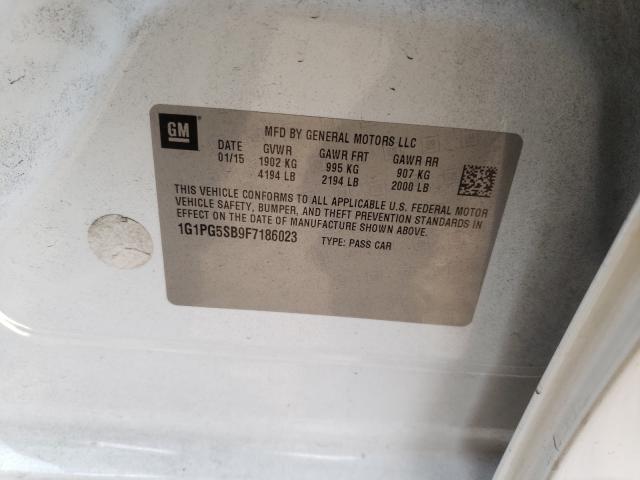 GM
MFD BY GENERAL MOTORS LLC
DATE GVWR GAWR FRT GAWR RR
01/15 1902 KG 995 KG 907 KG
4194 LB 2194 LB 2000 LB
THIS VEHICLE CONFORMS TO ALL APPLICABLE U.S. FEDERAL MOTOR
VEHICLE SAFETY, BUMPER, AND THEFT PREVENTION STANDARDS IN
EFFECT ON THE DATE OF MANUFACTURE SHOWN ABOVE.
1G1PG5SB9F7186023 TYPE: PASS CAR